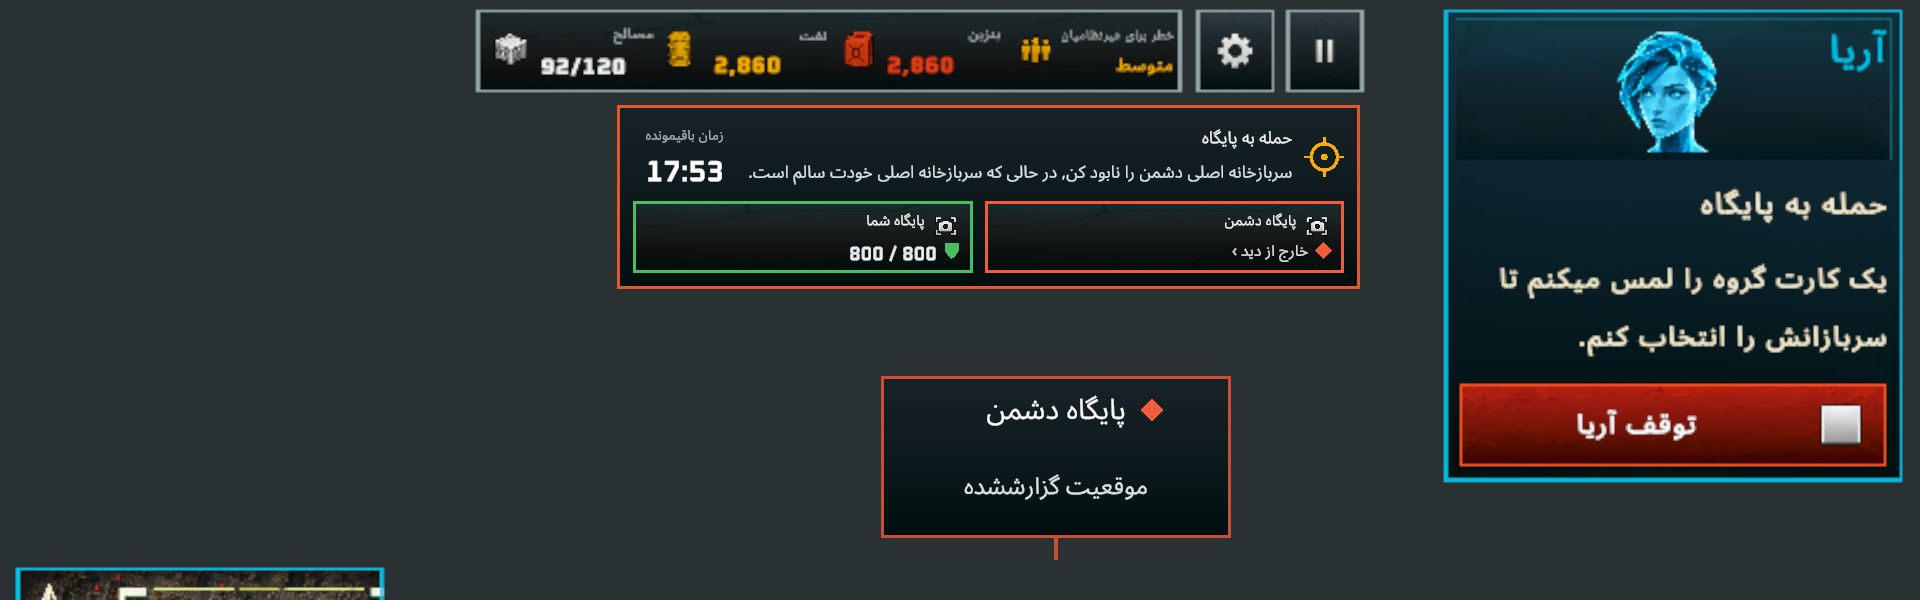 مصالح
92/120
نفت
2,860
بنزین
2,860
خطر برای غیرنظامیان
متوسط
حمله به پایگاه
سربازخانه اصلی دشمن را نابود کن, در حالی که سربازخانه اصلی خودت سالم است.
زمان باقیمونده
17:53
پایگاه دشمن
خارج از دید ›
پایگاه شما
800 / 800
پایگاه دشمن
موقعیت گزارششده
آریا
حمله به پایگاه
یک کارت گروه را لمس میکنم تا
سربازانش را انتخاب کنم.
توقف آریا